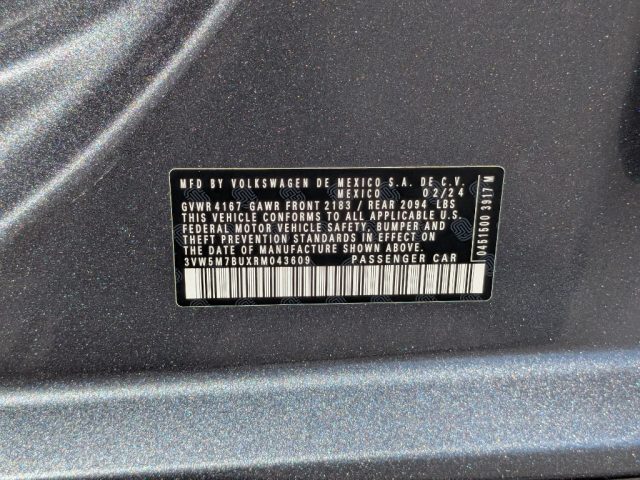 MFD BY VOLKSWAGEN DE MEXICO S.A. DE C.V.
MEXICO 02/24
GVWR 4167 GAWR FRONT 2183 / REAR 2094 LBS
THIS VEHICLE CONFORMS TO ALL APPLICABLE U.S.
FEDERAL MOTOR VEHICLE SAFETY, BUMPER AND
THEFT PREVENTION STANDARDS IN EFFECT ON THE
DATE OF MANUFACTURE SHOWN ABOVE.
3VW5M7BUXRM043609 PASSENGER CAR
0451500 3917 M